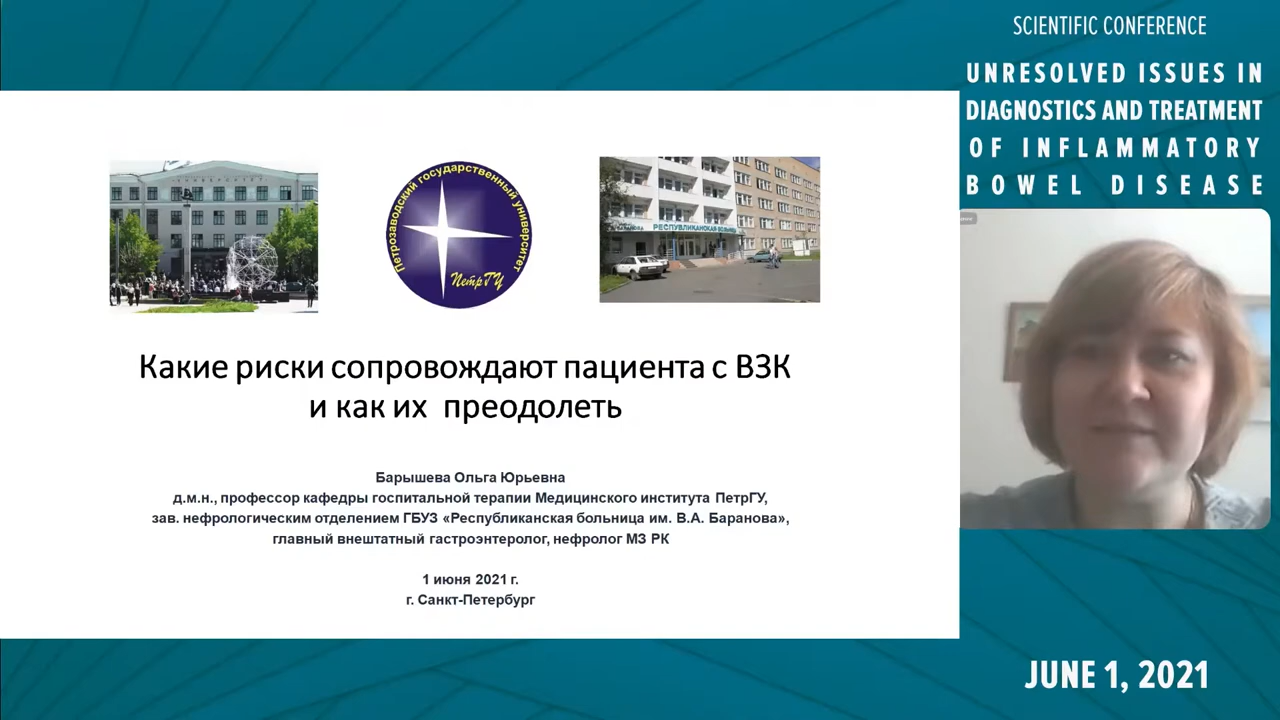 SCIENTIFIC CONFERENCE
UNRESOLVED ISSUES IN
DIAGNOSTICS AND TREATMENT
OF INFLAMMATORY
BOWEL DISEASE
Петрозаводский государственный университет
ПетрГУ
РЕСПУБЛИКАНСКАЯ БОЛЬНИЦА
Какие риски сопровождают пациента с ВЗК
и как их преодолеть
Барышева Ольга Юрьевна
д.м.н., профессор кафедры госпитальной терапии Медицинского института ПетрГУ,
зав. нефрологическим отделением ГБУЗ «Республиканская больница им. В.А. Баранова»,
главный внештатный гастроэнтеролог, нефролог МЗ РК
1 июня 2021 г.
г. Санкт-Петербург
JUNE 1, 2021